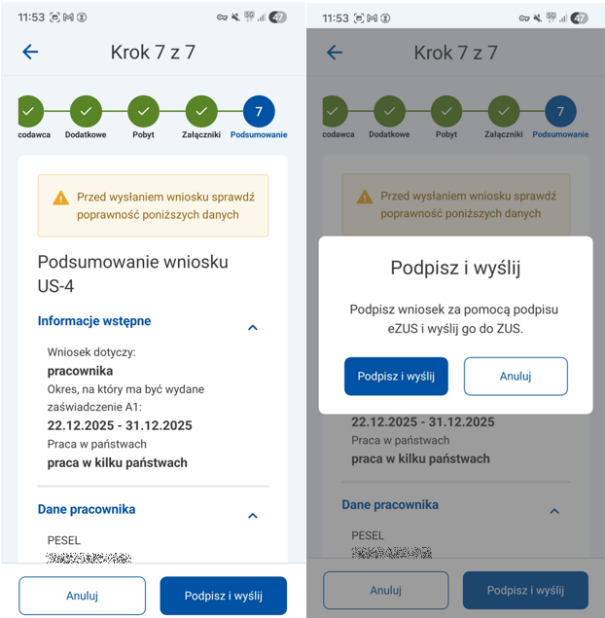 11:53
47
Krok 7 z 7
7
codawca Dodatkowe Pobyt Załączniki Podsumowanie
Przed wysłaniem wniosku sprawdź
poprawność poniższych danych
Podsumowanie wniosku
US-4
Informacje wstępne
Wniosek dotyczy:
pracownika
Okres, na który ma być wydane
zaświadczenie A1:
22.12.2025 - 31.12.2025
Praca w państwach
praca w kilku państwach
Dane pracownika
PESEL
Anuluj
Podpisz i wyślij
11:53
47
Krok 7 z 7
7
codawca Dodatkowe Pobyt Załączniki Podsumowanie
Przed wysłaniem wniosku sprawdź
poprawność poniższych danych
Podpisz i wyślij
Podpisz wniosek za pomocą podpisu
eZUS i wyślij go do ZUS.
Podpisz i wyślij
Anuluj
22.12.2025 - 31.12.2025
Praca w państwach
praca w kilku państwach
Dane pracownika
PESEL
Anuluj
Podpisz i wyślij